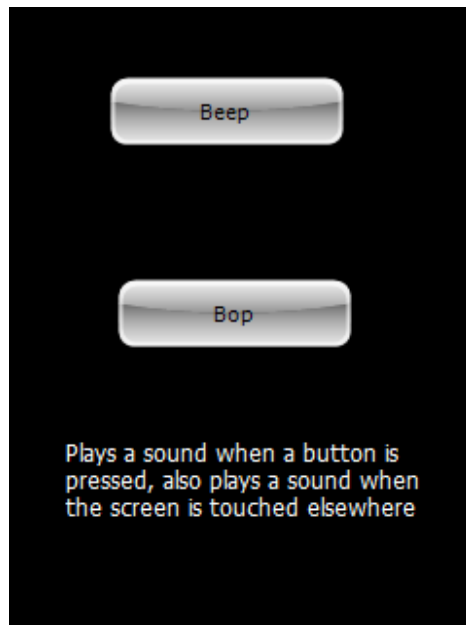 Beep
Bop
Plays a sound when a button is
pressed, also plays a sound when
the screen is touched elsewhere